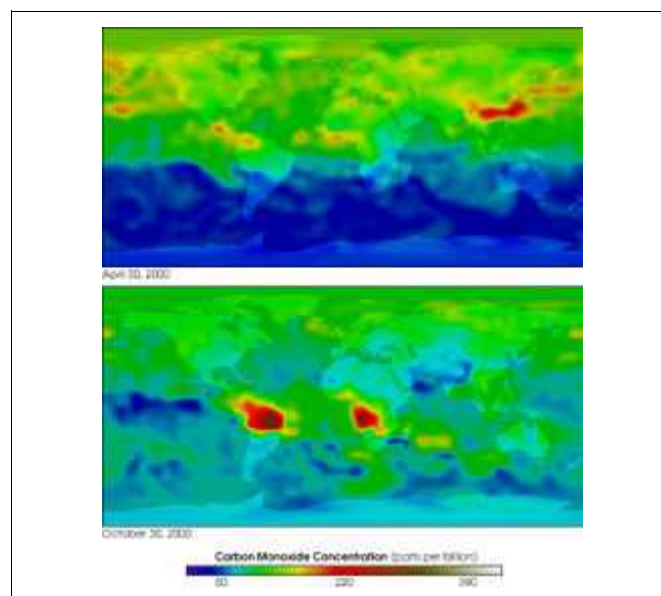 April 30, 2000
October 30, 2000
Carbon Monoxide Concentration (parts per billion)
50 220 390